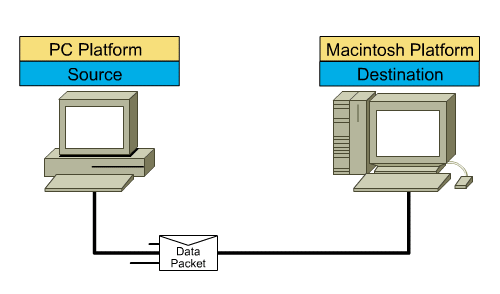 PC Platform
Source
Macintosh Platform
Destination
Data
Packet